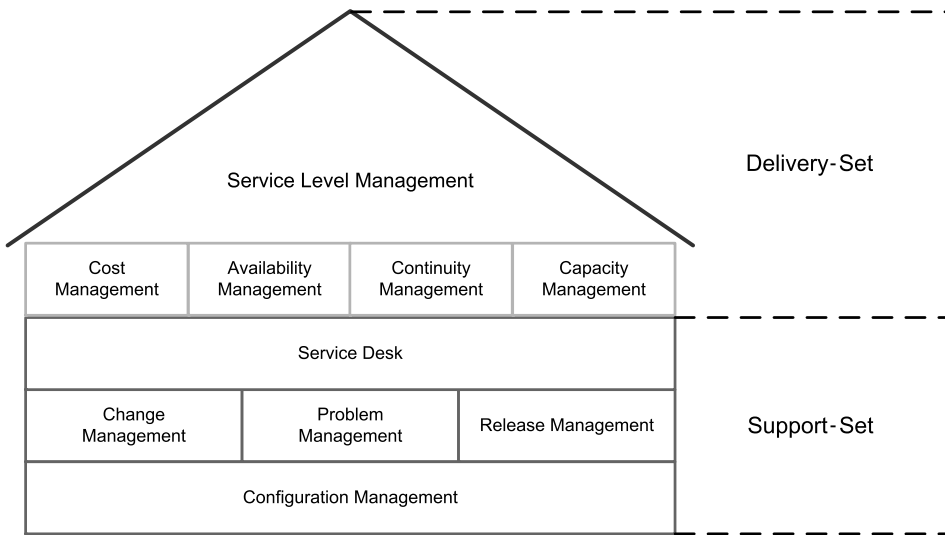 Delivery-Set
Service Level Management
Cost
Management
Availability
Management
Continuity
Management
Capacity
Management
Service Desk
Change
Management
Problem
Management
Release Management
Support-Set
Configuration Management